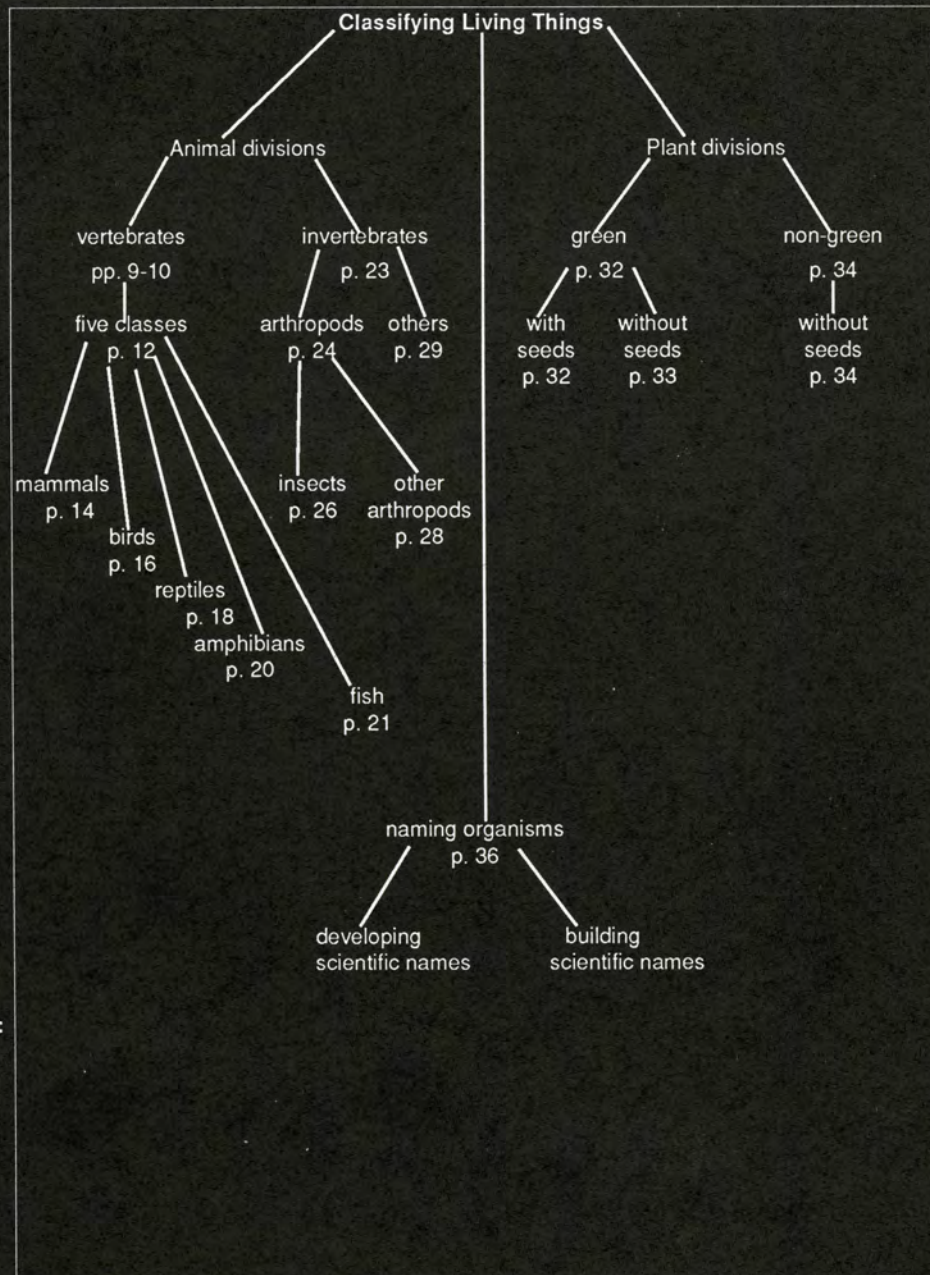 Classifying Living Things
Animal divisions
Plant divisions
vertebrates
invertebrates
green
non-green
pp. 9-10
p. 23
p. 32
p. 34
five classes
arthropods
others
with
without
without
p. 12
p. 24
p. 29
seeds
seeds
seeds
p. 32
p. 33
p. 34
mammals
insects
other
p. 14
p. 26
arthropods
birds
p. 28
p. 16
reptiles
p. 18
amphibians
p. 20
fish
p. 21
naming organisms
p. 36
developing
building
scientific names
scientific names
: